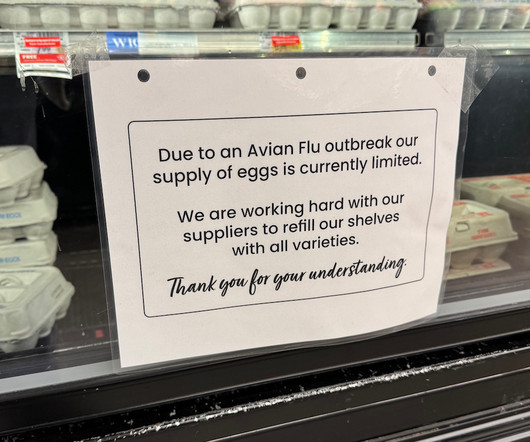 WIC
Due to an Avian Flu outbreak our
supply of eggs is currently limited.
We are working hard with our
suppliers to refill our shelves
with all varieties.
Thank you for your understanding.